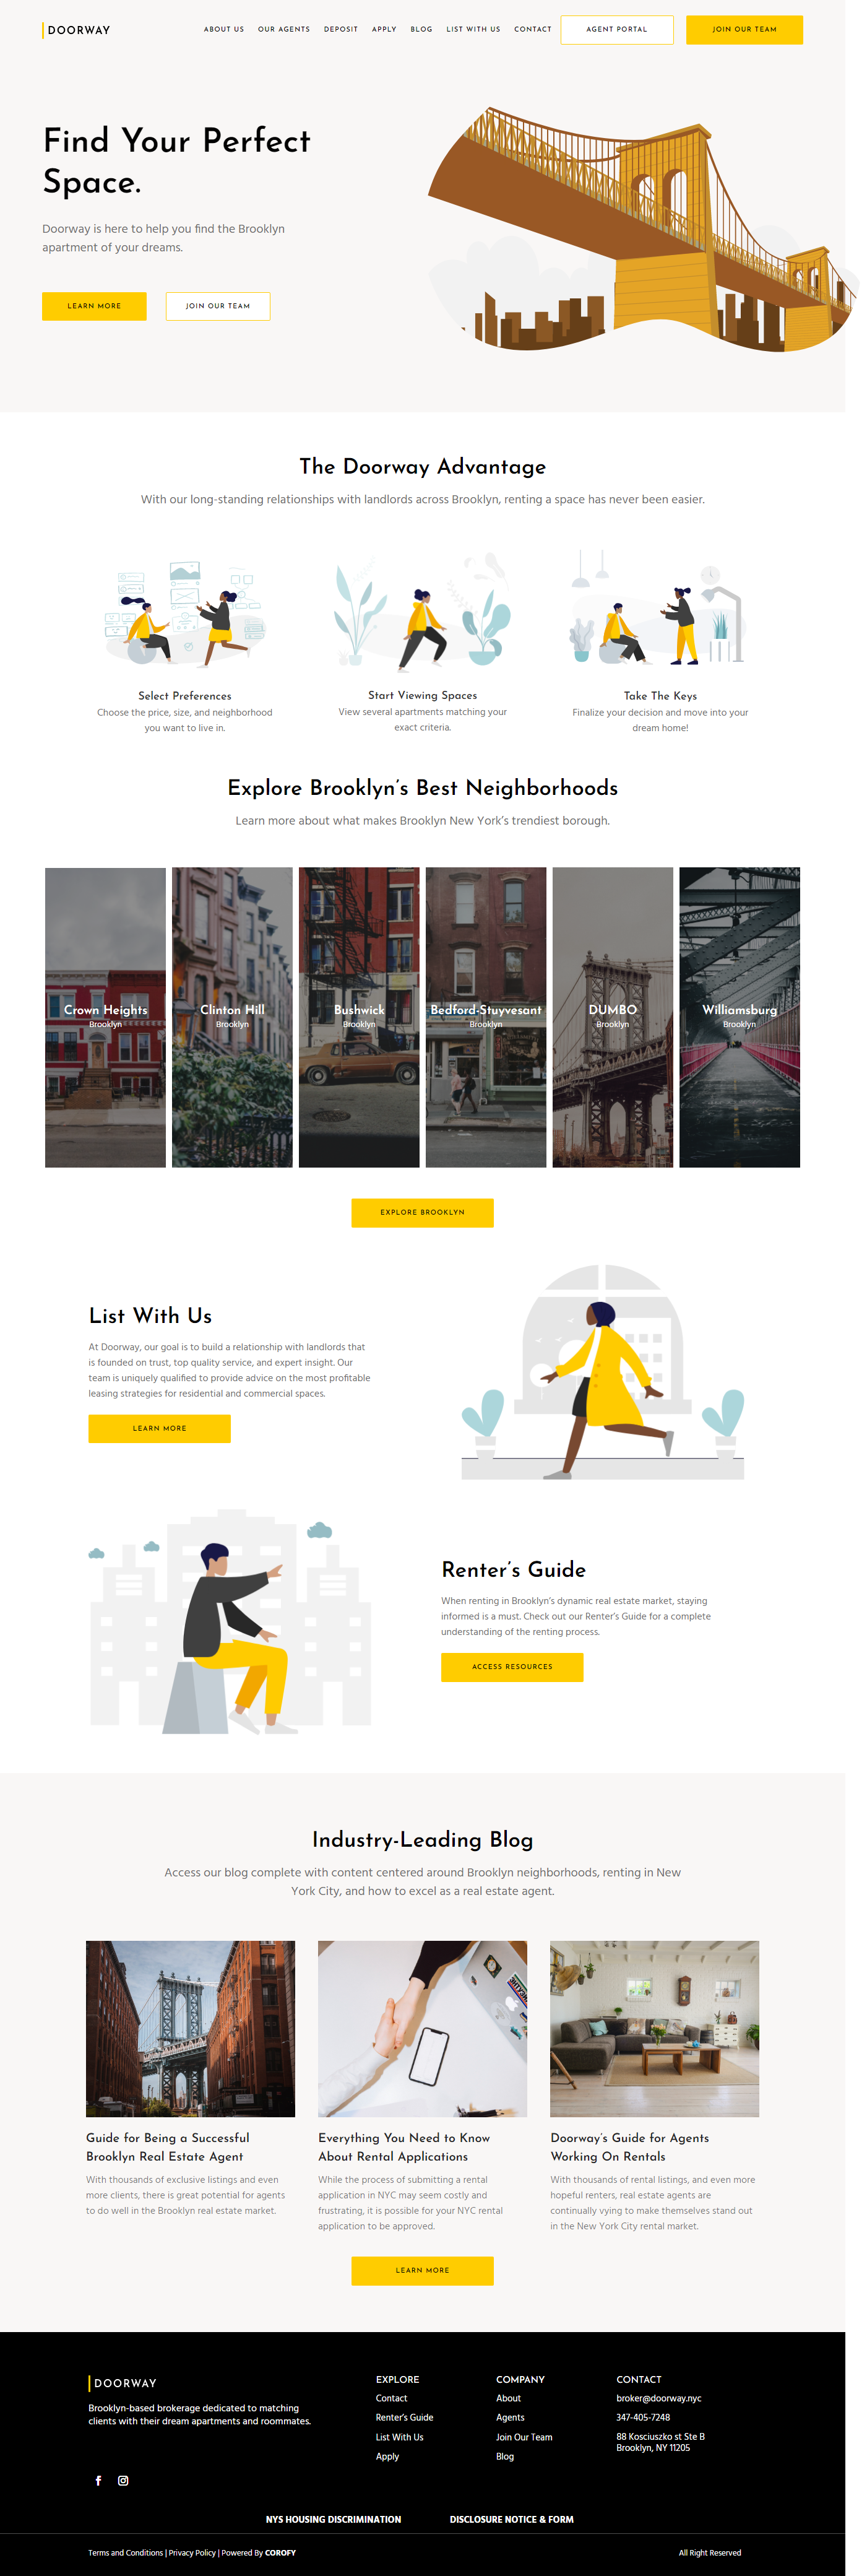 DOORWAY
ABOUT US
OUR AGENTS
DEPOSIT
APPLY
BLOG
LIST WITH US
CONTACT
AGENT PORTAL
JOIN OUR TEAM
Find Your Perfect
Space.
Doorway is here to help you find the Brooklyn
apartment of your dreams.
LEARN MORE
JOIN OUR TEAM
The Doorway Advantage
With our long-standing relationships with landlords across Brooklyn, renting a space has never been easier.
Select Preferences
Choose the price, size, and neighborhood
you want to live in.
Start Viewing Spaces
View several apartments matching your
exact criteria.
Take The Keys
Finalize your decision and move into your
dream home!
Explore Brooklyn's Best Neighborhoods
Learn more about what makes Brooklyn New York's trendiest borough.
Crown Heights
Brooklyn
Clinton Hill
Brooklyn
Bushwick
Brooklyn
Bedford-Stuyvesant
Brooklyn
DUMBO
Brooklyn
Williamsburg
Brooklyn
EXPLORE BROOKLYN
List With Us
At Doorway, our goal is to build a relationship with landlords that
is founded on trust, top quality service, and expert insight. Our
team is uniquely qualified to provide advice on the most profitable
leasing strategies for residential and commercial spaces.
LEARN MORE
Renter's Guide
When renting in Brooklyn's dynamic real estate market, staying
informed is a must. Check out our Renter's Guide for a complete
understanding of the renting process.
ACCESS RESOURCES
Industry-Leading Blog
Access our blog complete with content centered around Brooklyn neighborhoods, renting in New
York City, and how to excel as a real estate agent.
Guide for Being a Successful
Brooklyn Real Estate Agent
With thousands of exclusive listings and even
more clients, there is great potential for agents
to do well in the Brooklyn real estate market.
Everything You Need to Know
About Rental Applications
While the process of submitting a rental
application in NYC may seem costly and
frustrating, it is possible for your NYC rental
application to be approved.
Doorway's Guide for Agents
Working On Rentals
With thousands of rental listings, and even more
hopeful renters, real estate agents are
continually vying to make themselves stand out
in the New York City rental market.
LEARN MORE
DOORWAY
Brooklyn-based brokerage dedicated to matching
clients with their dream apartments and roommates.
EXPLORE
Contact
Renter's Guide
List With Us
Apply
COMPANY
About
Agents
Join Our Team
Blog
CONTACT
broker@doorway.nyc
347-405-7248
88 Kosciuszko st Ste B
Brooklyn, NY 11205
NYS HOUSING DISCRIMINATION
DISCLOSURE NOTICE & FORM
Terms and Conditions | Privacy Policy | Powered By COROFY
All Right Reserved